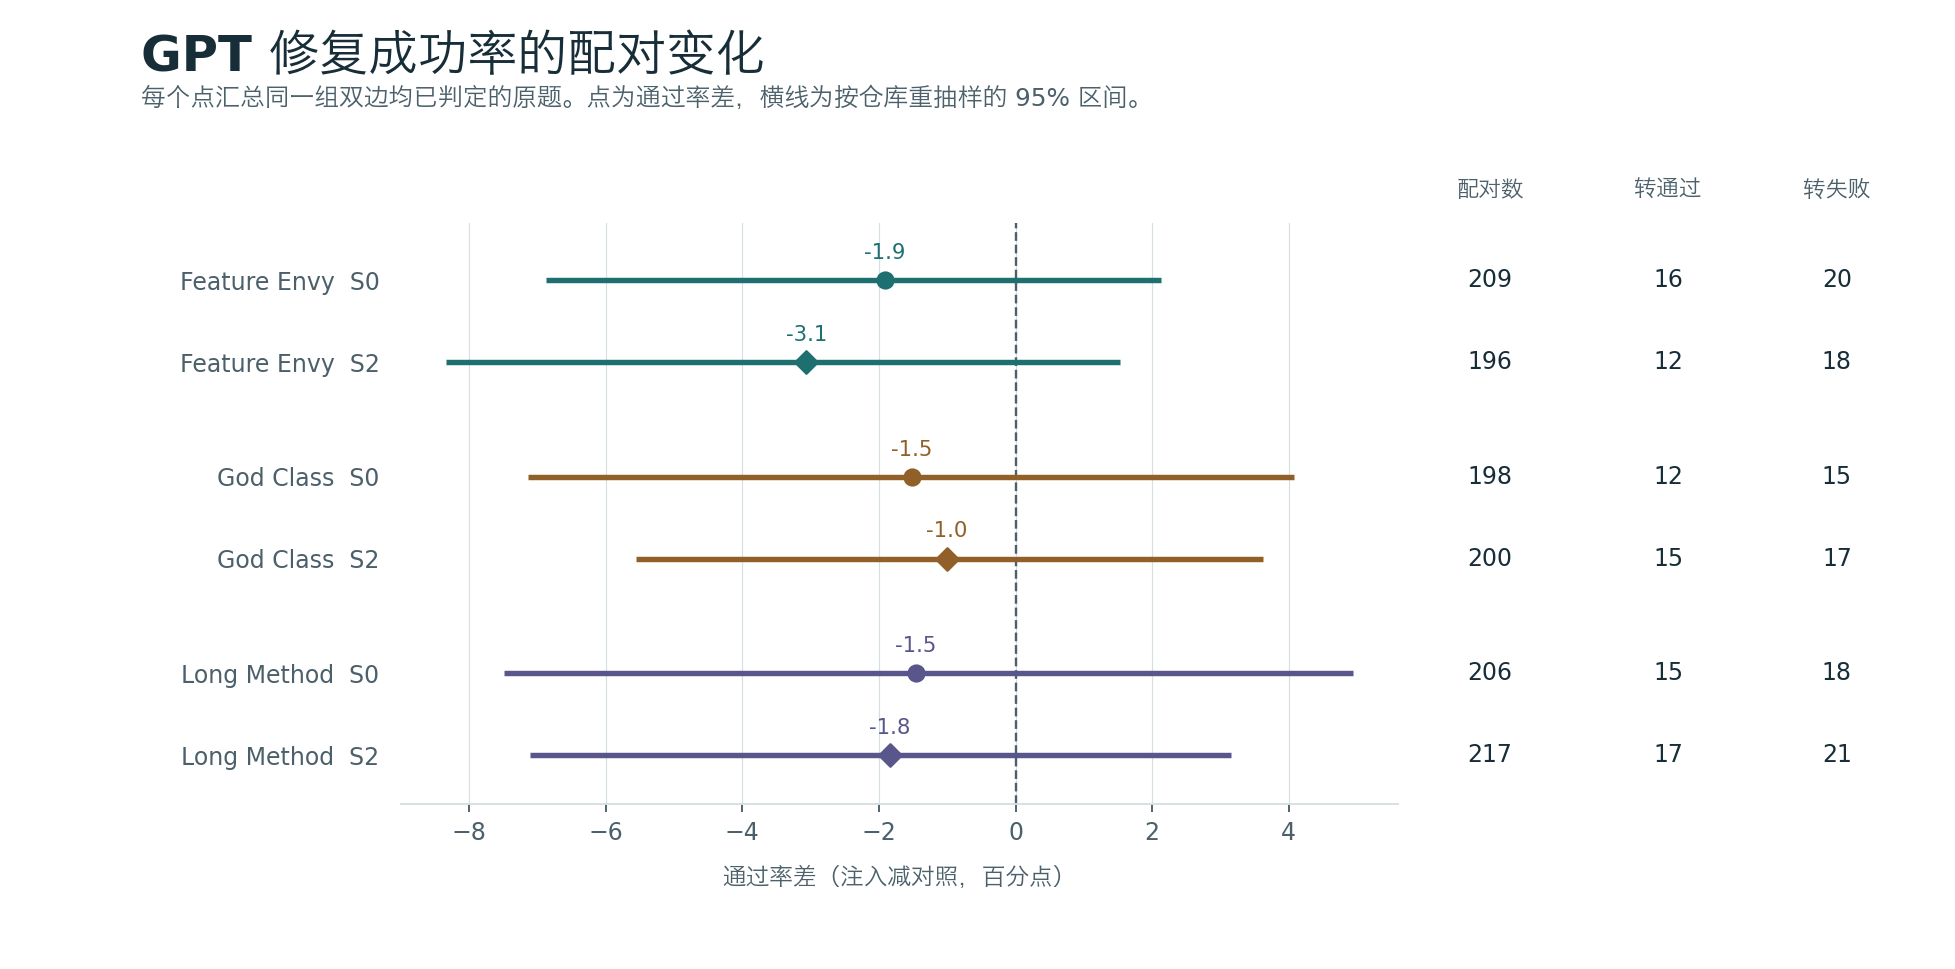 GPT 修复成功率的配对变化
每个点汇总同一组双边均已判定的原题。点为通过率差，横线为按仓库重抽样的 95% 区间。
配对数 转通过 转失败
-1.9
Feature Envy S0 209 16 20
-3.1
Feature Envy S2 196 12 18
-1.5
God Class S0 198 12 15
-1.0
God Class S2 200 15 17
-1.5
Long Method S0 206 15 18
-1.8
Long Method S2 217 17 21
−8 −6 −4 −2 0 2 4
通过率差（注入减对照，百分点）